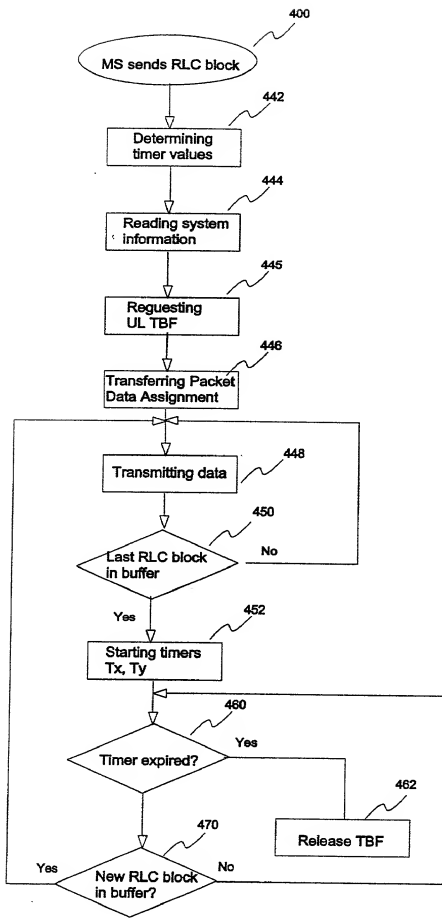 400
MS sends RLC block
442
Determining
timer values
444
Reading system
information
445
Reguesting
UL TBF
446
Transferring Packet
Data Assignment
448
Transmitting data
450
Last RLC block
in buffer
No
Yes
452
Starting timers
Tx, Ty
460
Timer expired?
Yes
462
Release TBF
470
New RLC block
in buffer?
Yes
No